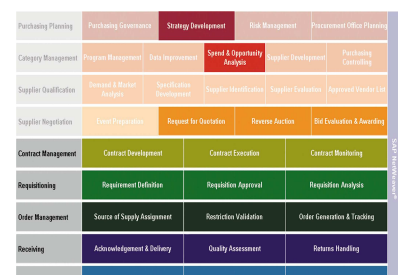 Purchasing Planning
Purchasing Governance
Strategy Development
Risk Management
Procurement Office Planning
Category Management
Program Management
Data Improvement
Spend & Opportunity
Analysis
Supplier Development
Purchasing
Controlling
Supplier Qualification
Demand & Market
Analysis
Specification
Development
Supplier Identification
Supplier Evaluation
Approved Vendor List
Supplier Negotiation
Event Preparation
Request for Quotation
Reverse Auction
Bid Evaluation & Awarding
Contract Management
Contract Development
Contract Execution
Contract Monitoring
Requisitioning
Requirement Definition
Requisition Approval
Requisition Analysis
Order Management
Source of Supply Assignment
Restriction Validation
Order Generation & Tracking
Receiving
Acknowledgement & Delivery
Quality Assessment
Returns Handling
SAP NetWeaver®